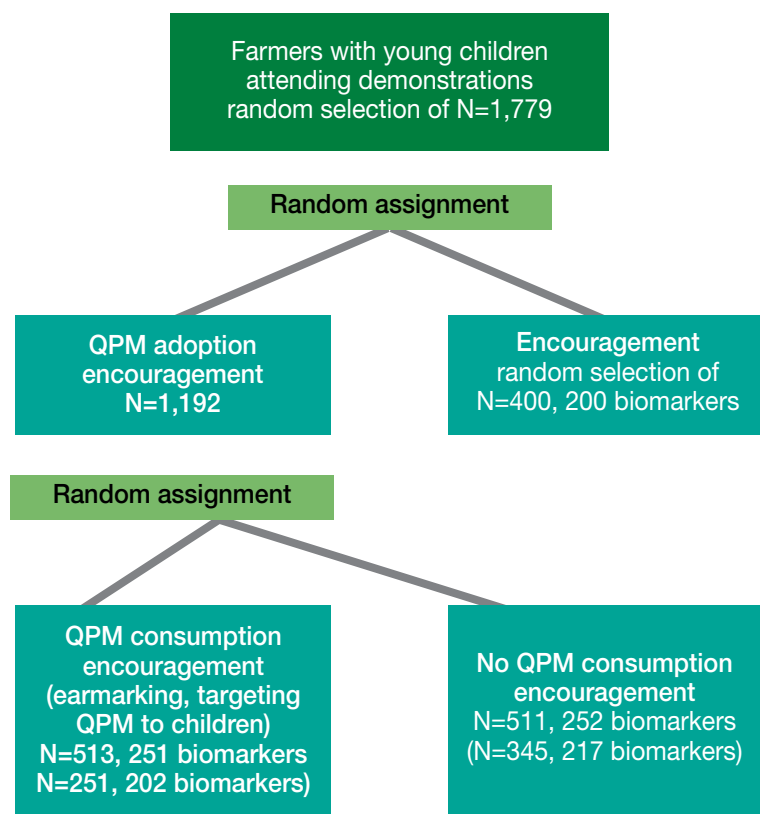 Farmers with young children
attending demonstrations
random selection of N=1,779
Random assignment
QPM adoption
encouragement
N=1,192
Encouragement
random selection of
N=400, 200 biomarkers
Random assignment
QPM consumption
encouragement
(earmarking, targeting
QPM to children)
N=513, 251 biomarkers
N=251, 202 biomarkers)
No QPM consumption
encouragement
N=511, 252 biomarkers
(N=345, 217 biomarkers)